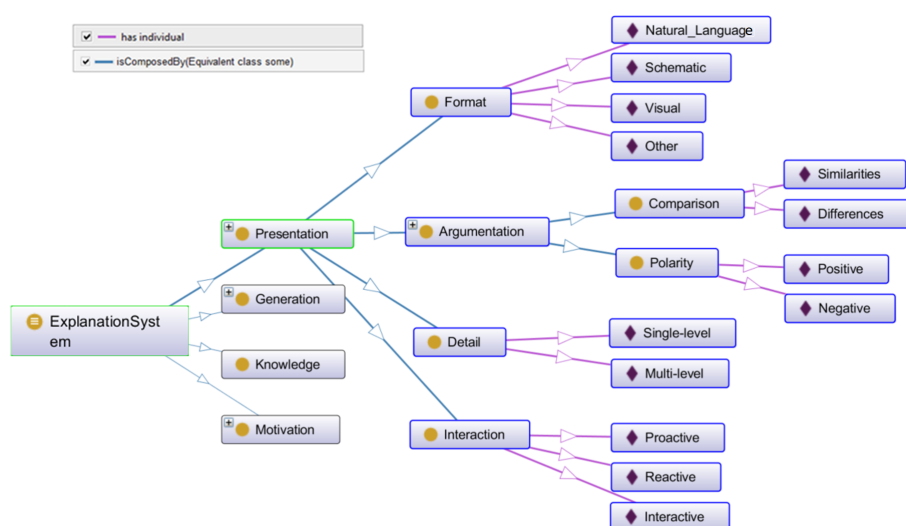 has individual
isComposedBy(Equivalent class some)
Natural_Language
Schematic
Format
Visual
Other
Similarities
Comparison
Differences
Presentation
Argumentation
Polarity
Positive
Negative
Generation
ExplanationSyst
em
Single-level
Detail
Knowledge
Multi-level
Motivation
Interaction
Proactive
Reactive
Interactive